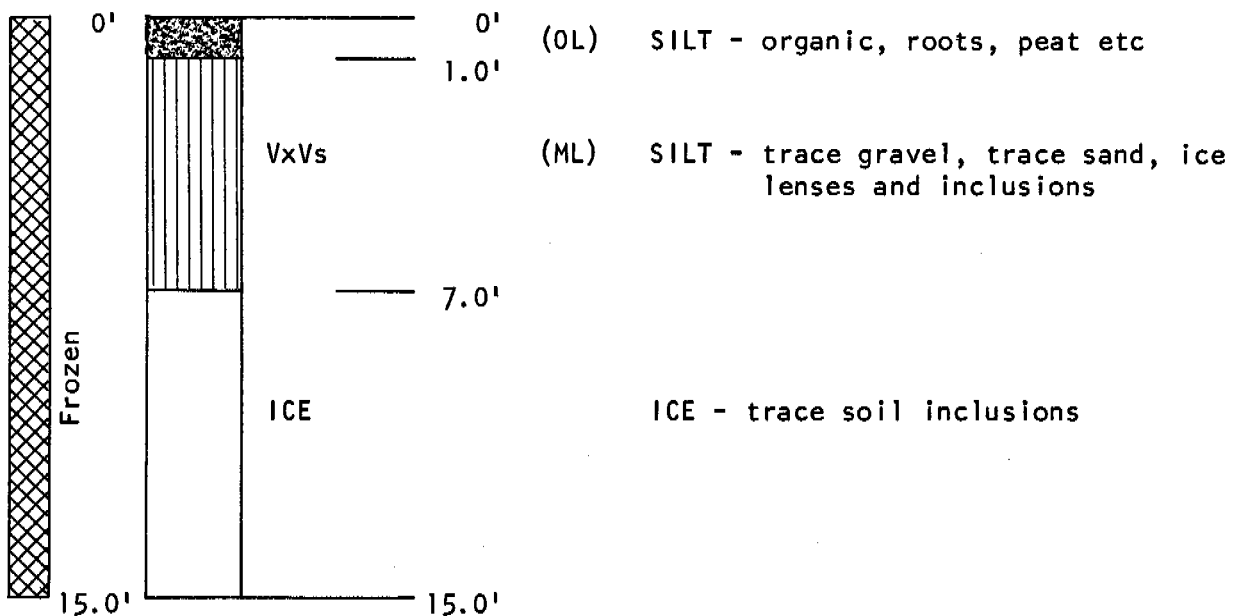 0' 0' (OL) SILT - organic, roots, peat etc
1.0'
VxVs (ML) SILT - trace gravel, trace sand, ice
lenses and inclusions
7.0'
Frozen
ICE ICE - trace soil inclusions
15.0' 15.0'